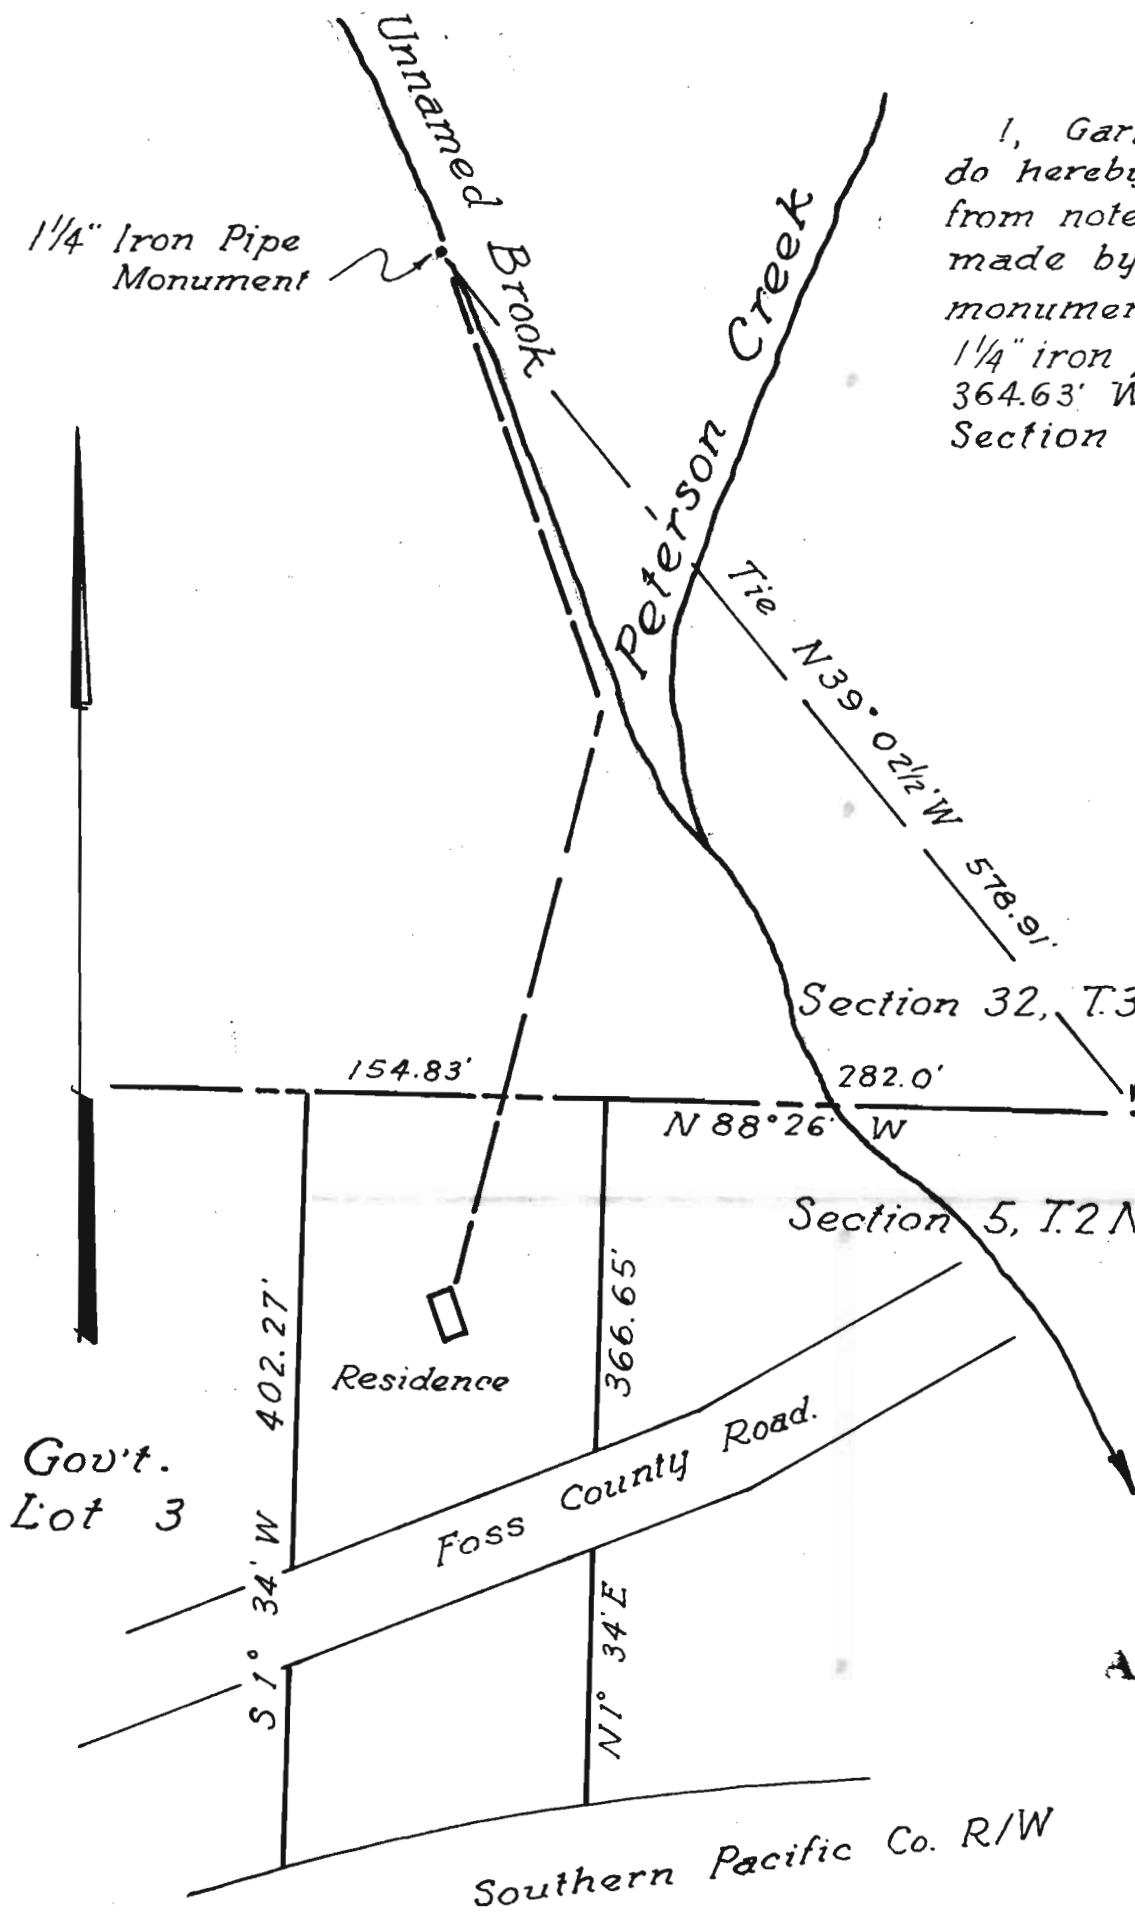 Unnamed Brook
1¼" Iron Pipe
Monument
Peterson Creek
I, Gar
do hereby
from note
made by
monumen
1¼" iron
364.63' W
Section
Tie N39°02½'W 578.91'
Section 32, T.3
154.83'
282.0'
N 88°26' W
Section 5, T.2 N
402.27'
S 1° 34' W
366.65'
N 1° 34' E
Residence
Gov't.
Lot 3
Foss County Road.
A
Southern Pacific Co. R/W